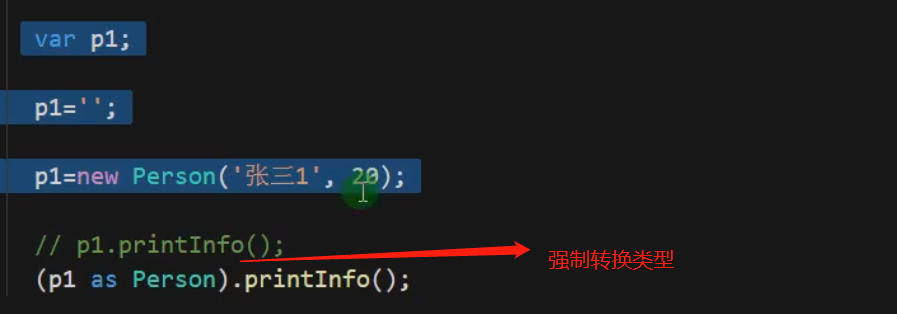 var p1;
p1='';
p1=new Person('张三1', 20);
// p1.printInfo();
(p1 as Person).printInfo();
强制转换类型